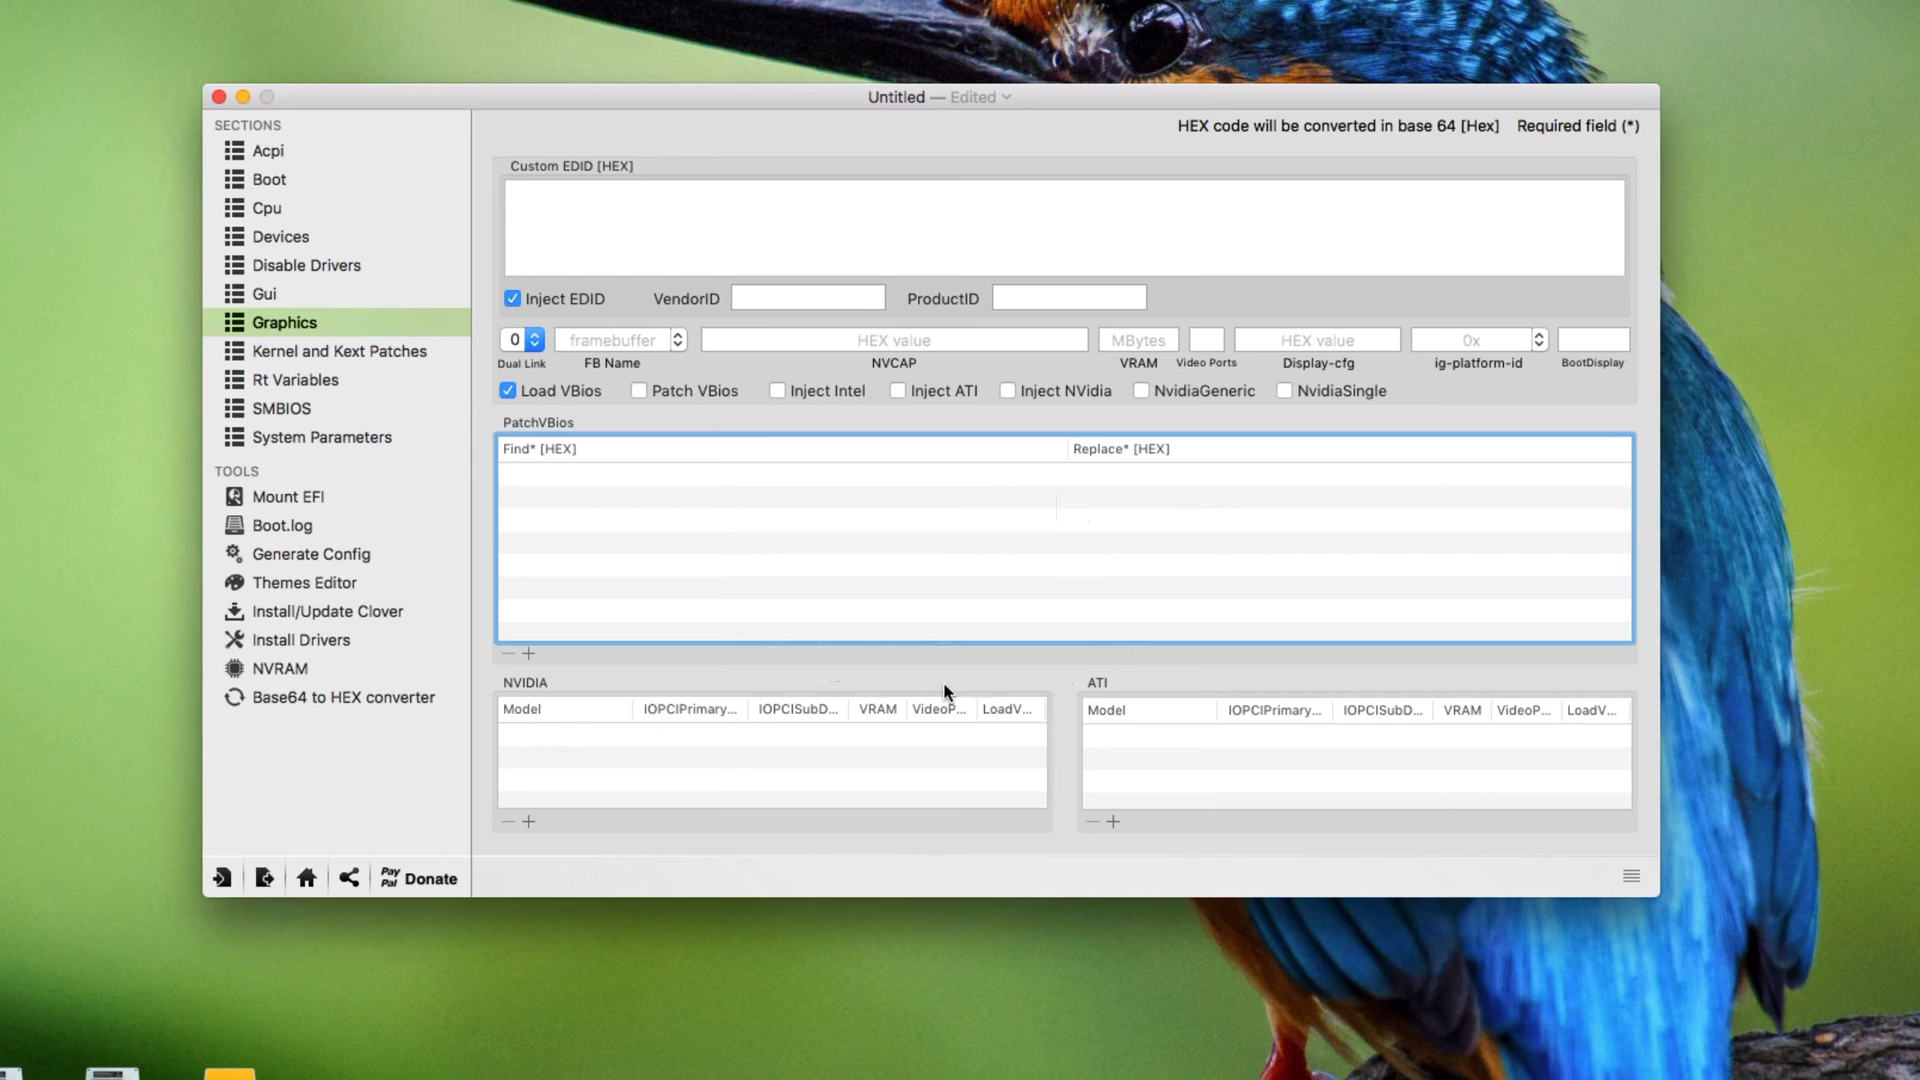 Untitled — Edited
SECTIONS
Acpi
Boot
Cpu
Devices
Disable Drivers
Gui
Graphics
Kernel and Kext Patches
Rt Variables
SMBIOS
System Parameters
TOOLS
Mount EFI
Boot.log
Generate Config
Themes Editor
Install/Update Clover
Install Drivers
NVRAM
Base64 to HEX converter
Pay
Pal Donate
HEX code will be converted in base 64 [Hex] Required field (*)
Custom EDID [HEX]
Inject EDID VendorID ProductID
0 framebuffer HEX value MBytes HEX value 0x
Dual Link FB Name NVCAP VRAM Video Ports Display-cfg ig-platform-id BootDisplay
Load VBios Patch VBios Inject Intel Inject ATI Inject NVidia NvidiaGeneric NvidiaSingle
PatchVBios
Find* [HEX] Replace* [HEX]
NVIDIA
Model IOPCIPrimary... IOPCISubD... VRAM VideoP... LoadV...
ATI
Model IOPCIPrimary... IOPCISubD... VRAM VideoP... LoadV...